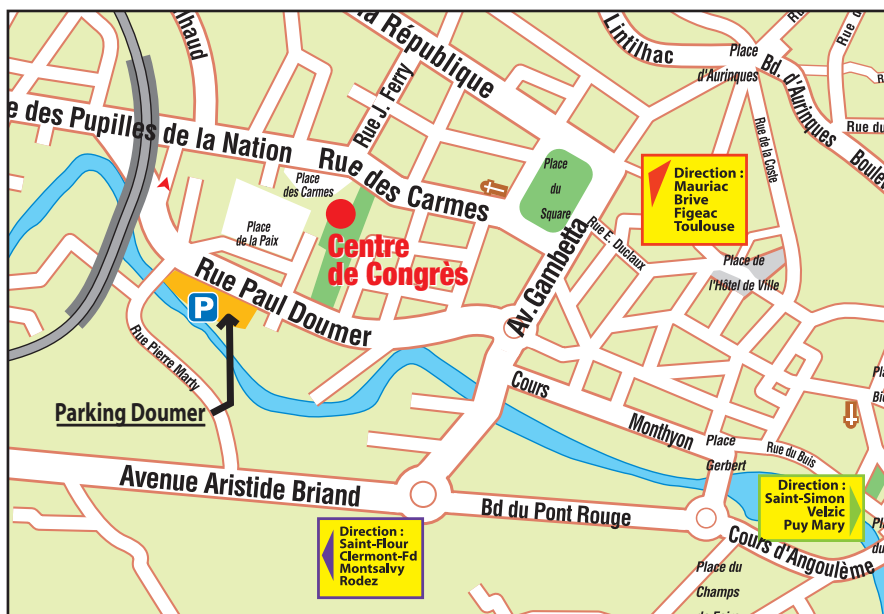 Lintilhac
Place
d'Aurinques
Bd. d'Aurinques
Rue du
Boule
Rue de la Coste
la République
Rue J. Ferry
e des Pupilles de la Nation
Rue des Carmes
Place
des Carmes
Place
de la Paix
Place
du
Square
Direction :
Mauriac
Brive
Figeac
Toulouse
Rue E. Duclaux
Place de
l'Hôtel de Ville
Centre
de Congrès
Av. Gambetta
Rue Paul Doumer
P
Rue Pierre Marty
Parking Doumer
Cours
Monthyon
Place
Gerbert
Rue du Buis
Avenue Aristide Briand
Bd du Pont Rouge
Direction :
Saint-Simon
Velzic
Puy Mary
Direction :
Saint-Flour
Clermont-Fd
Montsalvy
Rodez
Cours d'Angoulême
Place du
Champs